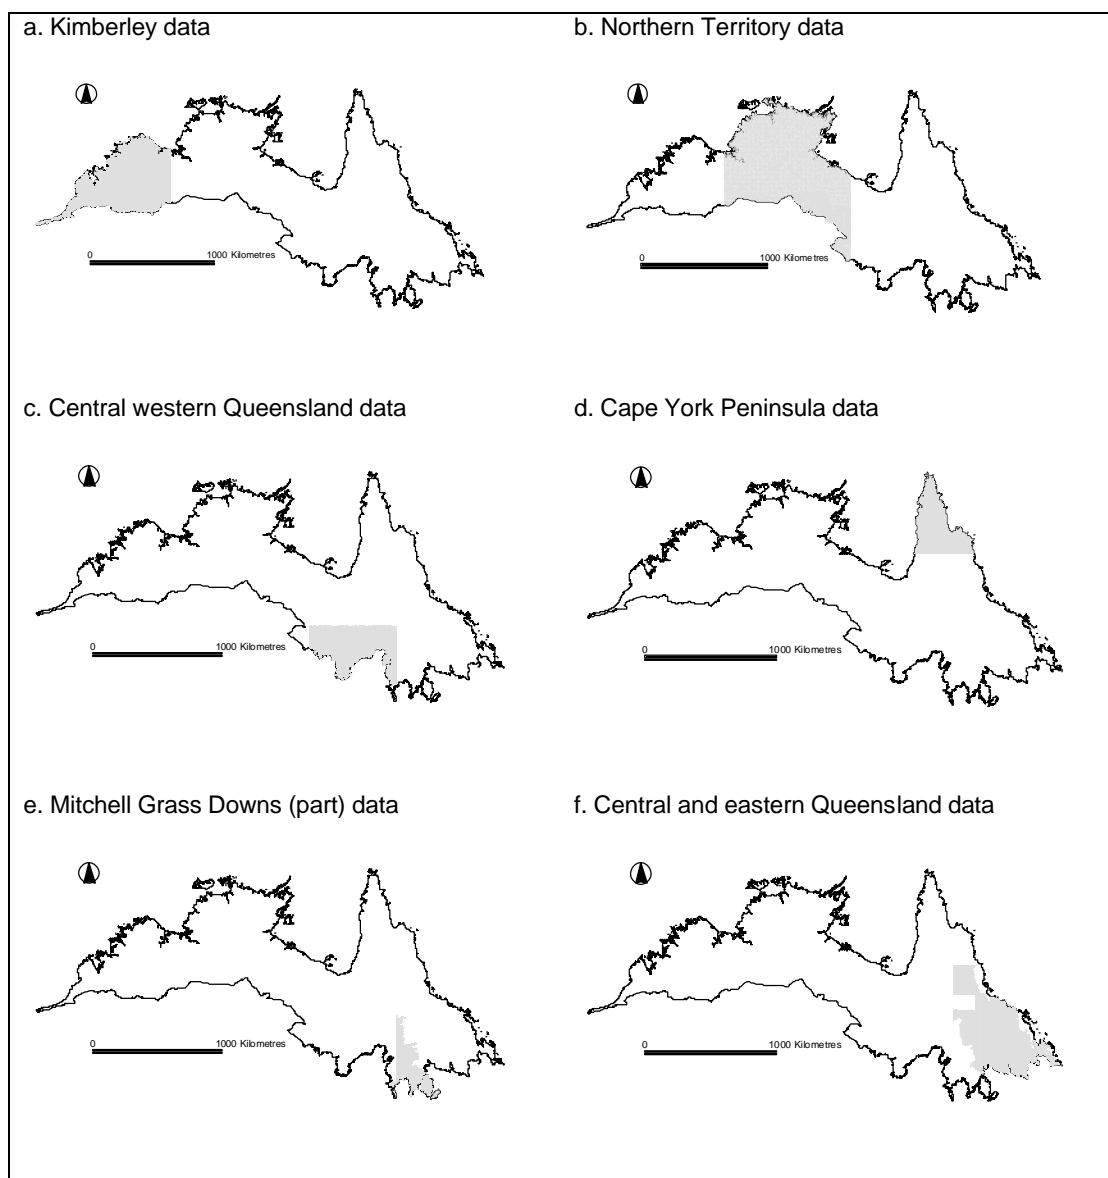 a. Kimberley data
b. Northern Territory data
0 1000 Kilometres
0 1000 Kilometres
c. Central western Queensland data
d. Cape York Peninsula data
0 1000 Kilometres
0 1000 Kilometres
e. Mitchell Grass Downs (part) data
f. Central and eastern Queensland data
0 1000 Kilometres
0 1000 Kilometres